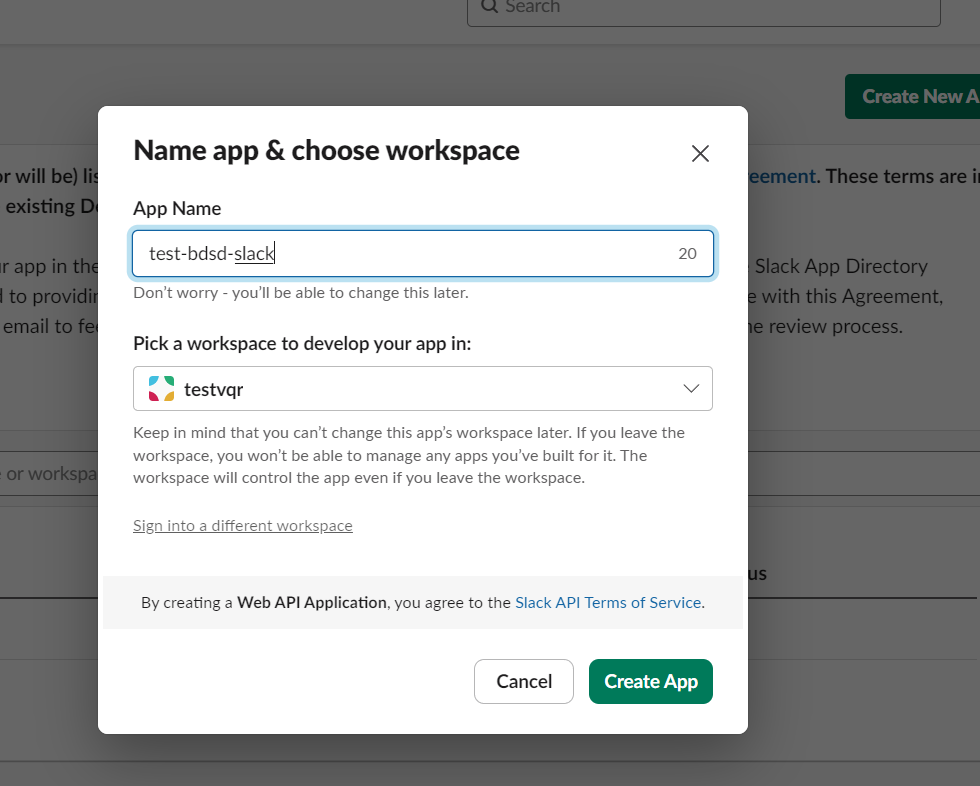 Search
Create New A
Name app & choose workspace
or will be) lis
eement. These terms are i
existing D
App Name
test-bdsd-slack
20
r app in the
Slack App Directory
Don't worry - you'll be able to change this later.
to providin
e with this Agreement,
email to fe
he review process.
Pick a workspace to develop your app in:
testvqr
Keep in mind that you can't change this app's workspace later. If you leave the
workspace, you won't be able to manage any apps you've built for it. The
workspace will control the app even if you leave the workspace.
e or workspa
Sign into a different workspace
us
By creating a Web API Application, you agree to the Slack API Terms of Service.
Cancel
Create App